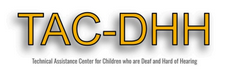 TAC-DHH
Technical Assistance Center for Children who are Deaf and Hard of Hearing